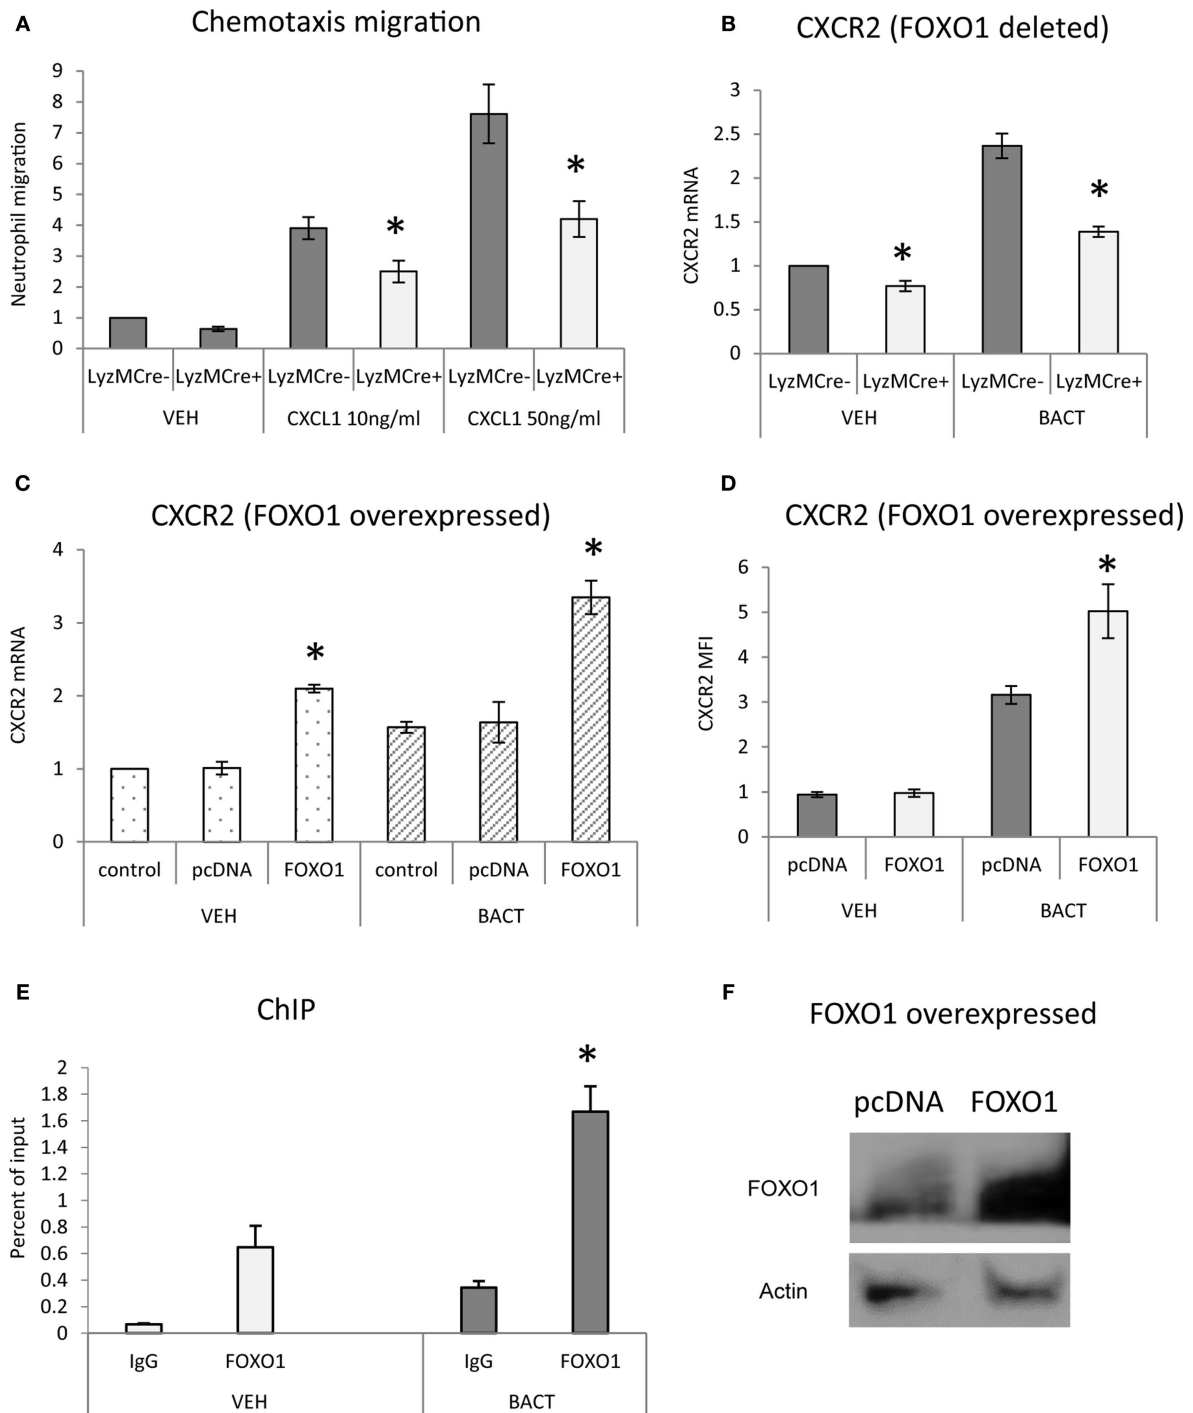 A
Chemotaxis migration
Neutrophil migration
9
8
7
6
5
4
3
2
1
0
*
*
LyzMCre- LyzMCre+ LyzMCre- LyzMCre+ LyzMCre- LyzMCre+
VEH CXCL1 10ng/ml CXCL1 50ng/ml
B
CXCR2 (FOXO1 deleted)
CXCR2 mRNA
3
2.5
2
1.5
1
0.5
0
*
*
LyzMCre- LyzMCre+ LyzMCre- LyzMCre+
VEH BACT
C
CXCR2 (FOXO1 overexpressed)
CXCR2 mRNA
4
3
2
1
0
*
*
control pcDNA FOXO1 control pcDNA FOXO1
VEH BACT
D
CXCR2 (FOXO1 overexpressed)
CXCR2 MFI
6
5
4
3
2
1
0
*
pcDNA FOXO1 pcDNA FOXO1
VEH BACT
E
ChIP
Percent of input
2
1.8
1.6
1.4
1.2
1
0.8
0.6
0.4
0.2
0
*
IgG FOXO1 IgG FOXO1
VEH BACT
F
FOXO1 overexpressed
pcDNA FOXO1
FOXO1
Actin